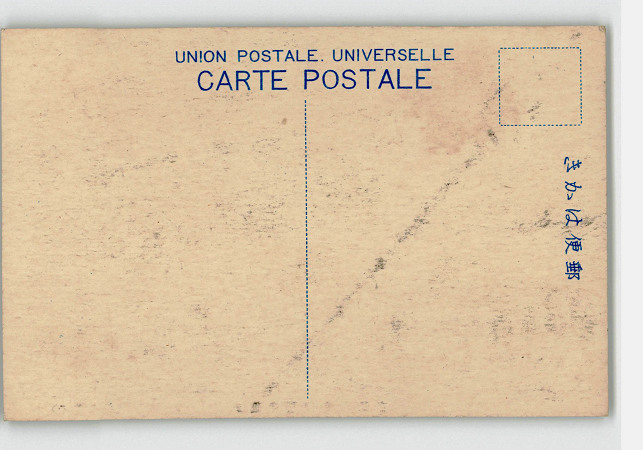 UNION POSTALE. UNIVERSELLE
CARTE POSTALE
きかは便郵